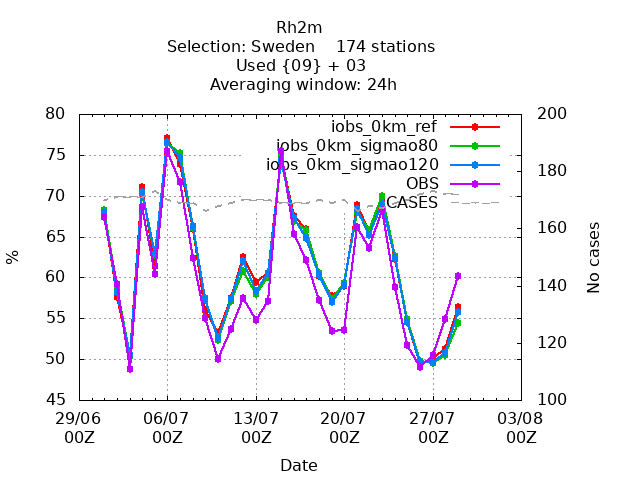 Rh2m
Selection: Sweden    174 stations
Used {09} + 03
Averaging window: 24h
80
75
70
65
60
55
50
45
%
200
180
160
140
120
100
No cases
iobs_0km_ref
iobs_0km_sigmao80
iobs_0km_sigmao120
OBS
CASES
29/06 06/07 13/07 20/07 27/07 03/08
00Z 00Z 00Z 00Z 00Z 00Z
Date